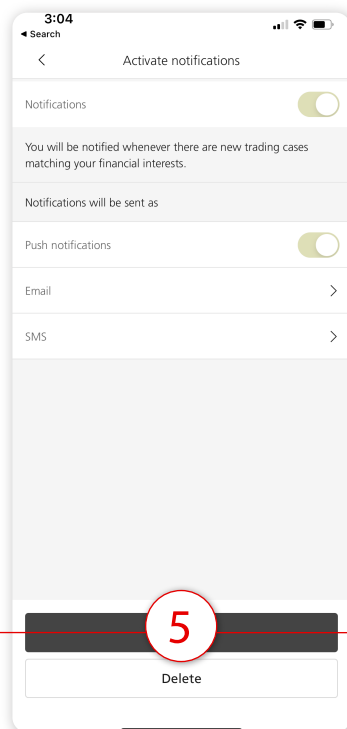 3:04
◄ Search
Activate notifications
Notifications
You will be notified whenever there are new trading cases
matching your financial interests.
Notifications will be sent as
Push notifications
Email
SMS
5
Delete